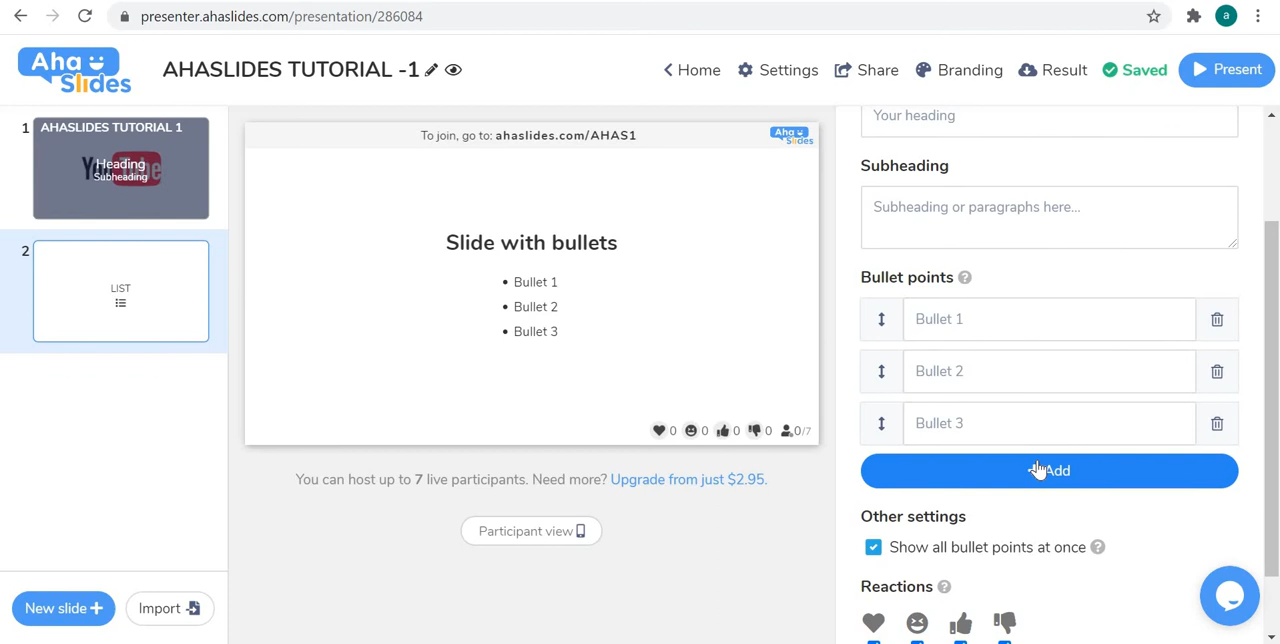 presenter.ahaslides.com/presentation/286084
a
Aha Slides
AHASLIDES TUTORIAL -1
Home
Settings
Share
Branding
Result
Saved
Present
1
AHASLIDES TUTORIAL 1
Heading
Subheading
2
LIST
To join, go to: ahaslides.com/AHAS1
Aha Slides
Slide with bullets
• Bullet 1
• Bullet 2
• Bullet 3
0 0 0 0 0/7
You can host up to 7 live participants. Need more? Upgrade from just $2.95.
Participant view
Your heading
Subheading
Subheading or paragraphs here...
Bullet points ?
Bullet 1
Bullet 2
Bullet 3
Add
Other settings
Show all bullet points at once ?
Reactions ?
New slide +
Import